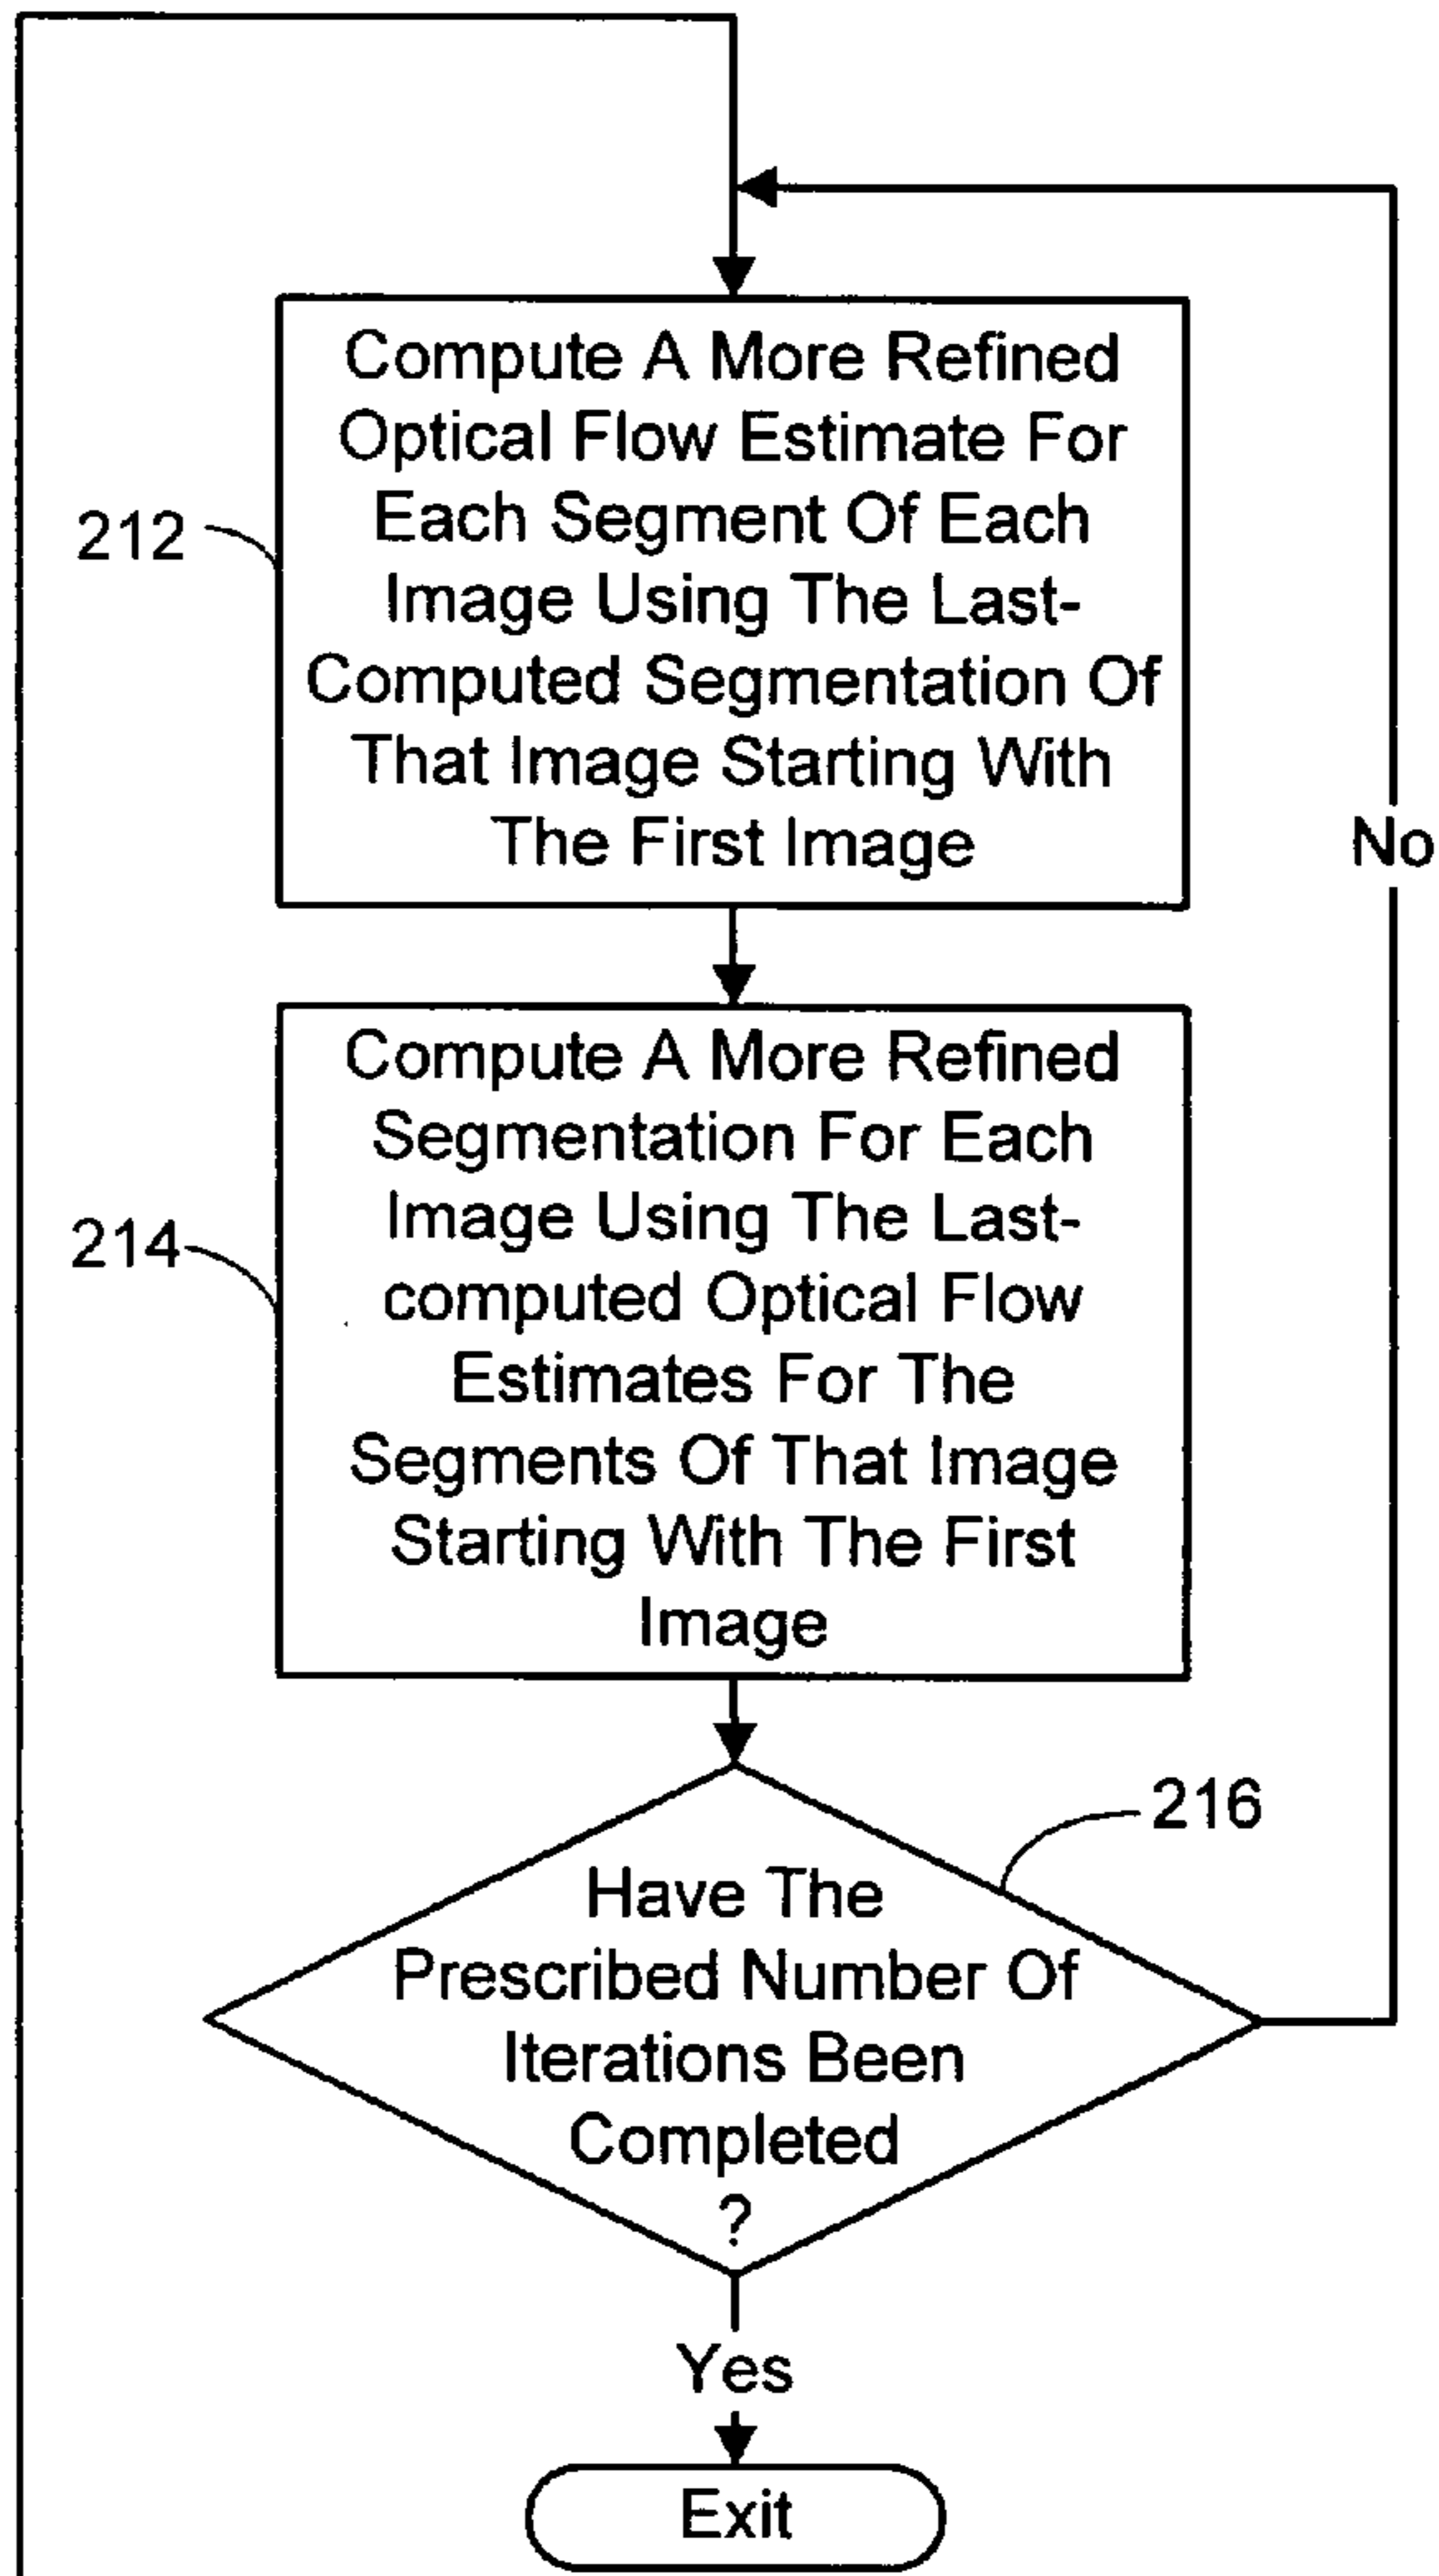 Compute A More Refined
Optical Flow Estimate For
Each Segment Of Each
Image Using The Last-
Computed Segmentation Of
That Image Starting With
The First Image
212
No
Compute A More Refined
Segmentation For Each
Image Using The Last-
computed Optical Flow
Estimates For The
Segments Of That Image
Starting With The First
Image
214
216
Have The
Prescribed Number Of
Iterations Been
Completed
?
Yes
Exit